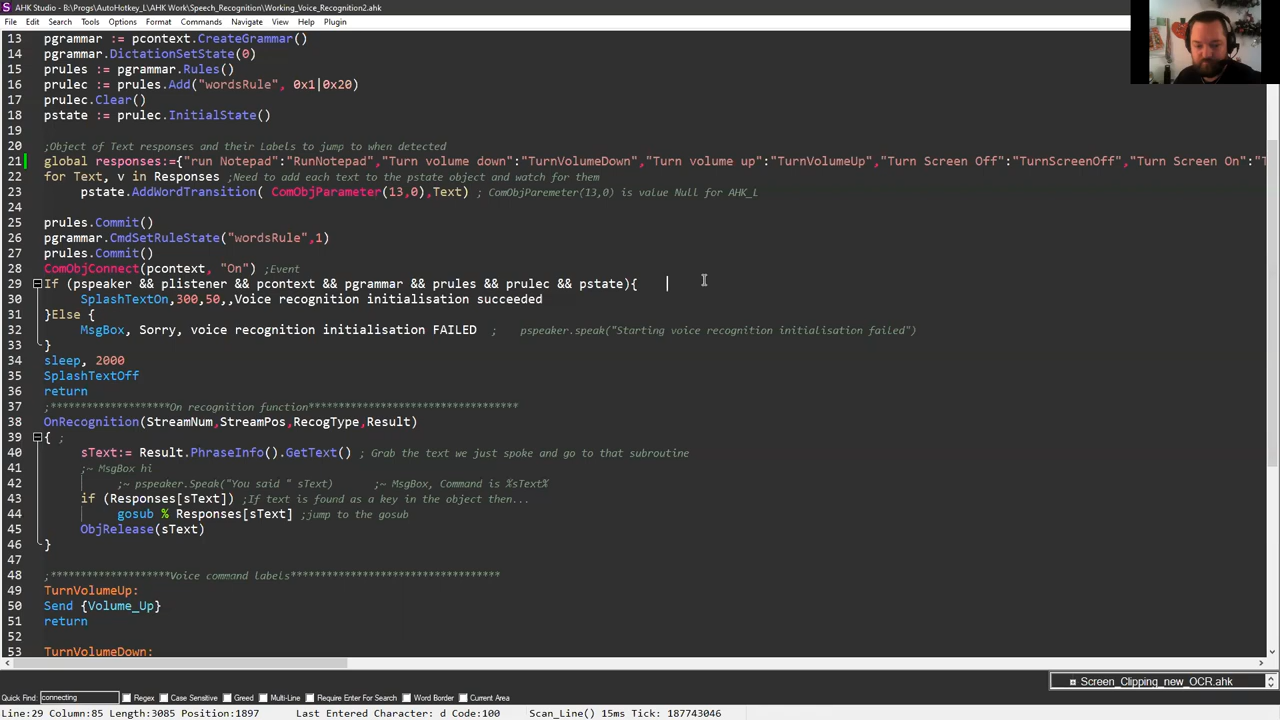 AHK Studio - B:\Progs\AutoHotkey_L\AHK Work\Speech_Recognition\Working_Voice_Recognition2.ahk
File Edit Search Tools Options Format Commands Navigate View Help Plugin
13 pgrammar := pcontext.CreateGrammar()
14 pgrammar.DictationSetState(0)
15 prules := pgrammar.Rules()
16 prulec := prules.Add("wordsRule", 0x1|0x20)
17 prulec.Clear()
18 pstate := prulec.InitialState()
19
20 ;Object of Text responses and their Labels to jump to when detected
21 global responses:={"run Notepad":"RunNotepad","Turn volume down":"TurnVolumeDown","Turn volume up":"TurnVolumeUp","Turn Screen Off":"TurnScreenOff","Turn Screen On":"T
22 for Text, v in Responses ;Need to add each text to the pstate object and watch for them
23 pstate.AddWordTransition( ComObjParameter(13,0),Text) ; ComObjParemeter(13,0) is value Null for AHK_L
24
25 prules.Commit()
26 pgrammar.CmdSetRuleState("wordsRule",1)
27 prules.Commit()
28 ComObjConnect(pcontext, "On") ;Event
29 If (pspeaker && plistener && pcontext && pgrammar && prules && prulec && pstate){
30 SplashTextOn,300,50,,Voice recognition initialisation succeeded
31 }Else {
32 MsgBox, Sorry, voice recognition initialisation FAILED ; pspeaker.speak("Starting voice recognition initialisation failed")
33 }
34 sleep, 2000
35 SplashTextOff
36 return
37 ;********************On recognition function***********************************
38 OnRecognition(StreamNum,StreamPos,RecogType,Result)
39 { ;
40 sText:= Result.PhraseInfo().GetText() ; Grab the text we just spoke and go to that subroutine
41 ;~ MsgBox hi
42 ;~ pspeaker.Speak("You said " sText) ;~ MsgBox, Command is %sText%
43 if (Responses[sText]) ;If text is found as a key in the object then...
44 gosub % Responses[sText] ;jump to the gosub
45 ObjRelease(sText)
46 }
47
48 ;********************Voice command labels**********************************
49 TurnVolumeUp:
50 Send {Volume_Up}
51 return
52
53 TurnVolumeDown:
Screen_Clipping_new_OCR.ahk
Quick Find: connecting Regex Case Sensitive Greed Multi-Line Require Enter For Search Word Border Current Area
Line:29 Column:85 Length:3085 Position:1897 Last Entered Character: d Code:100 Scan_Line() 15ms Tick: 187743046